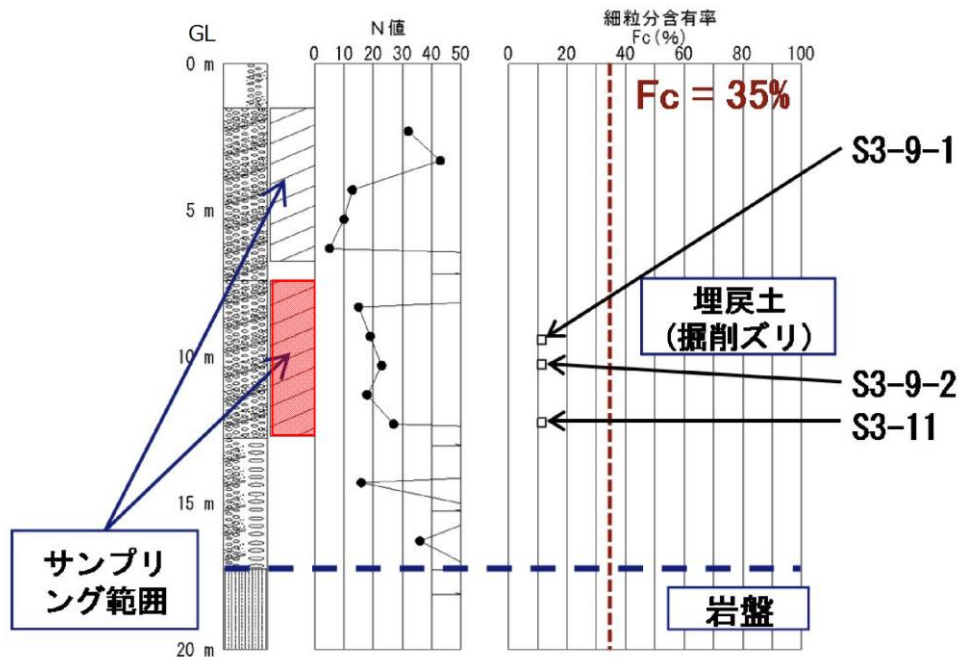 GL
N値
0 10 20 30 40 50
細粒分含有率
Fc(%)
0 20 40 60 80 100
0 m
5 m
10 m
15 m
20 m
Fc = 35%
S3-9-1
埋戻土
(掘削ズリ)
S3-9-2
S3-11
サンプリ
ング範囲
岩盤